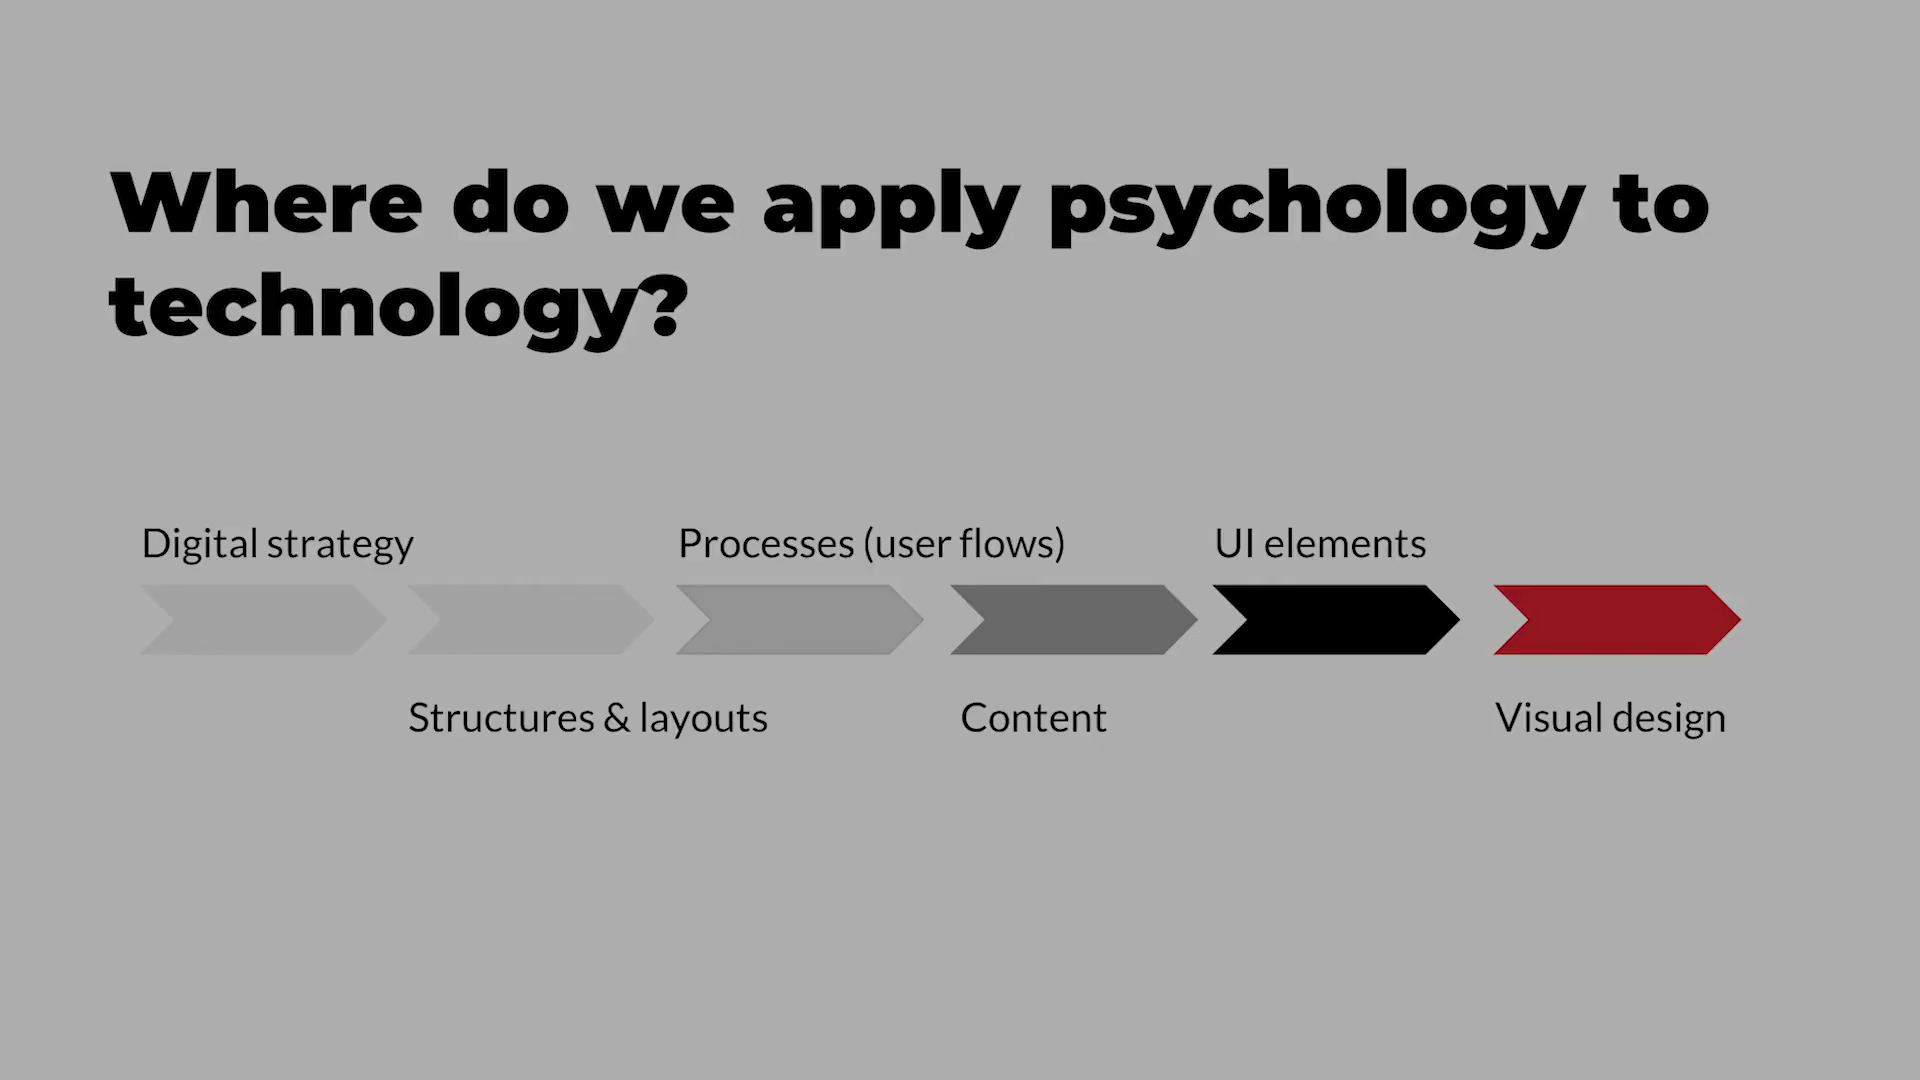 Where do we apply psychology to
technology?
Digital strategy
Structures & layouts
Processes (user flows)
Content
UI elements
Visual design